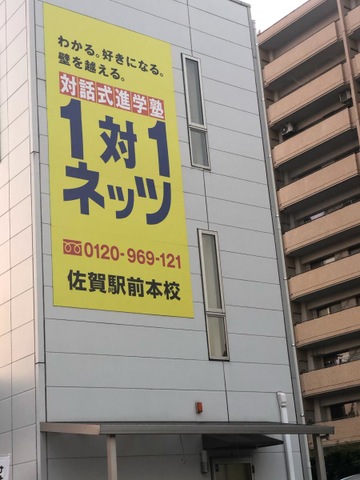 わかる。好きになる。
壁を越える。
対話式進学塾
1対1
ネッツ
0120-969-121
佐賀駅前本校